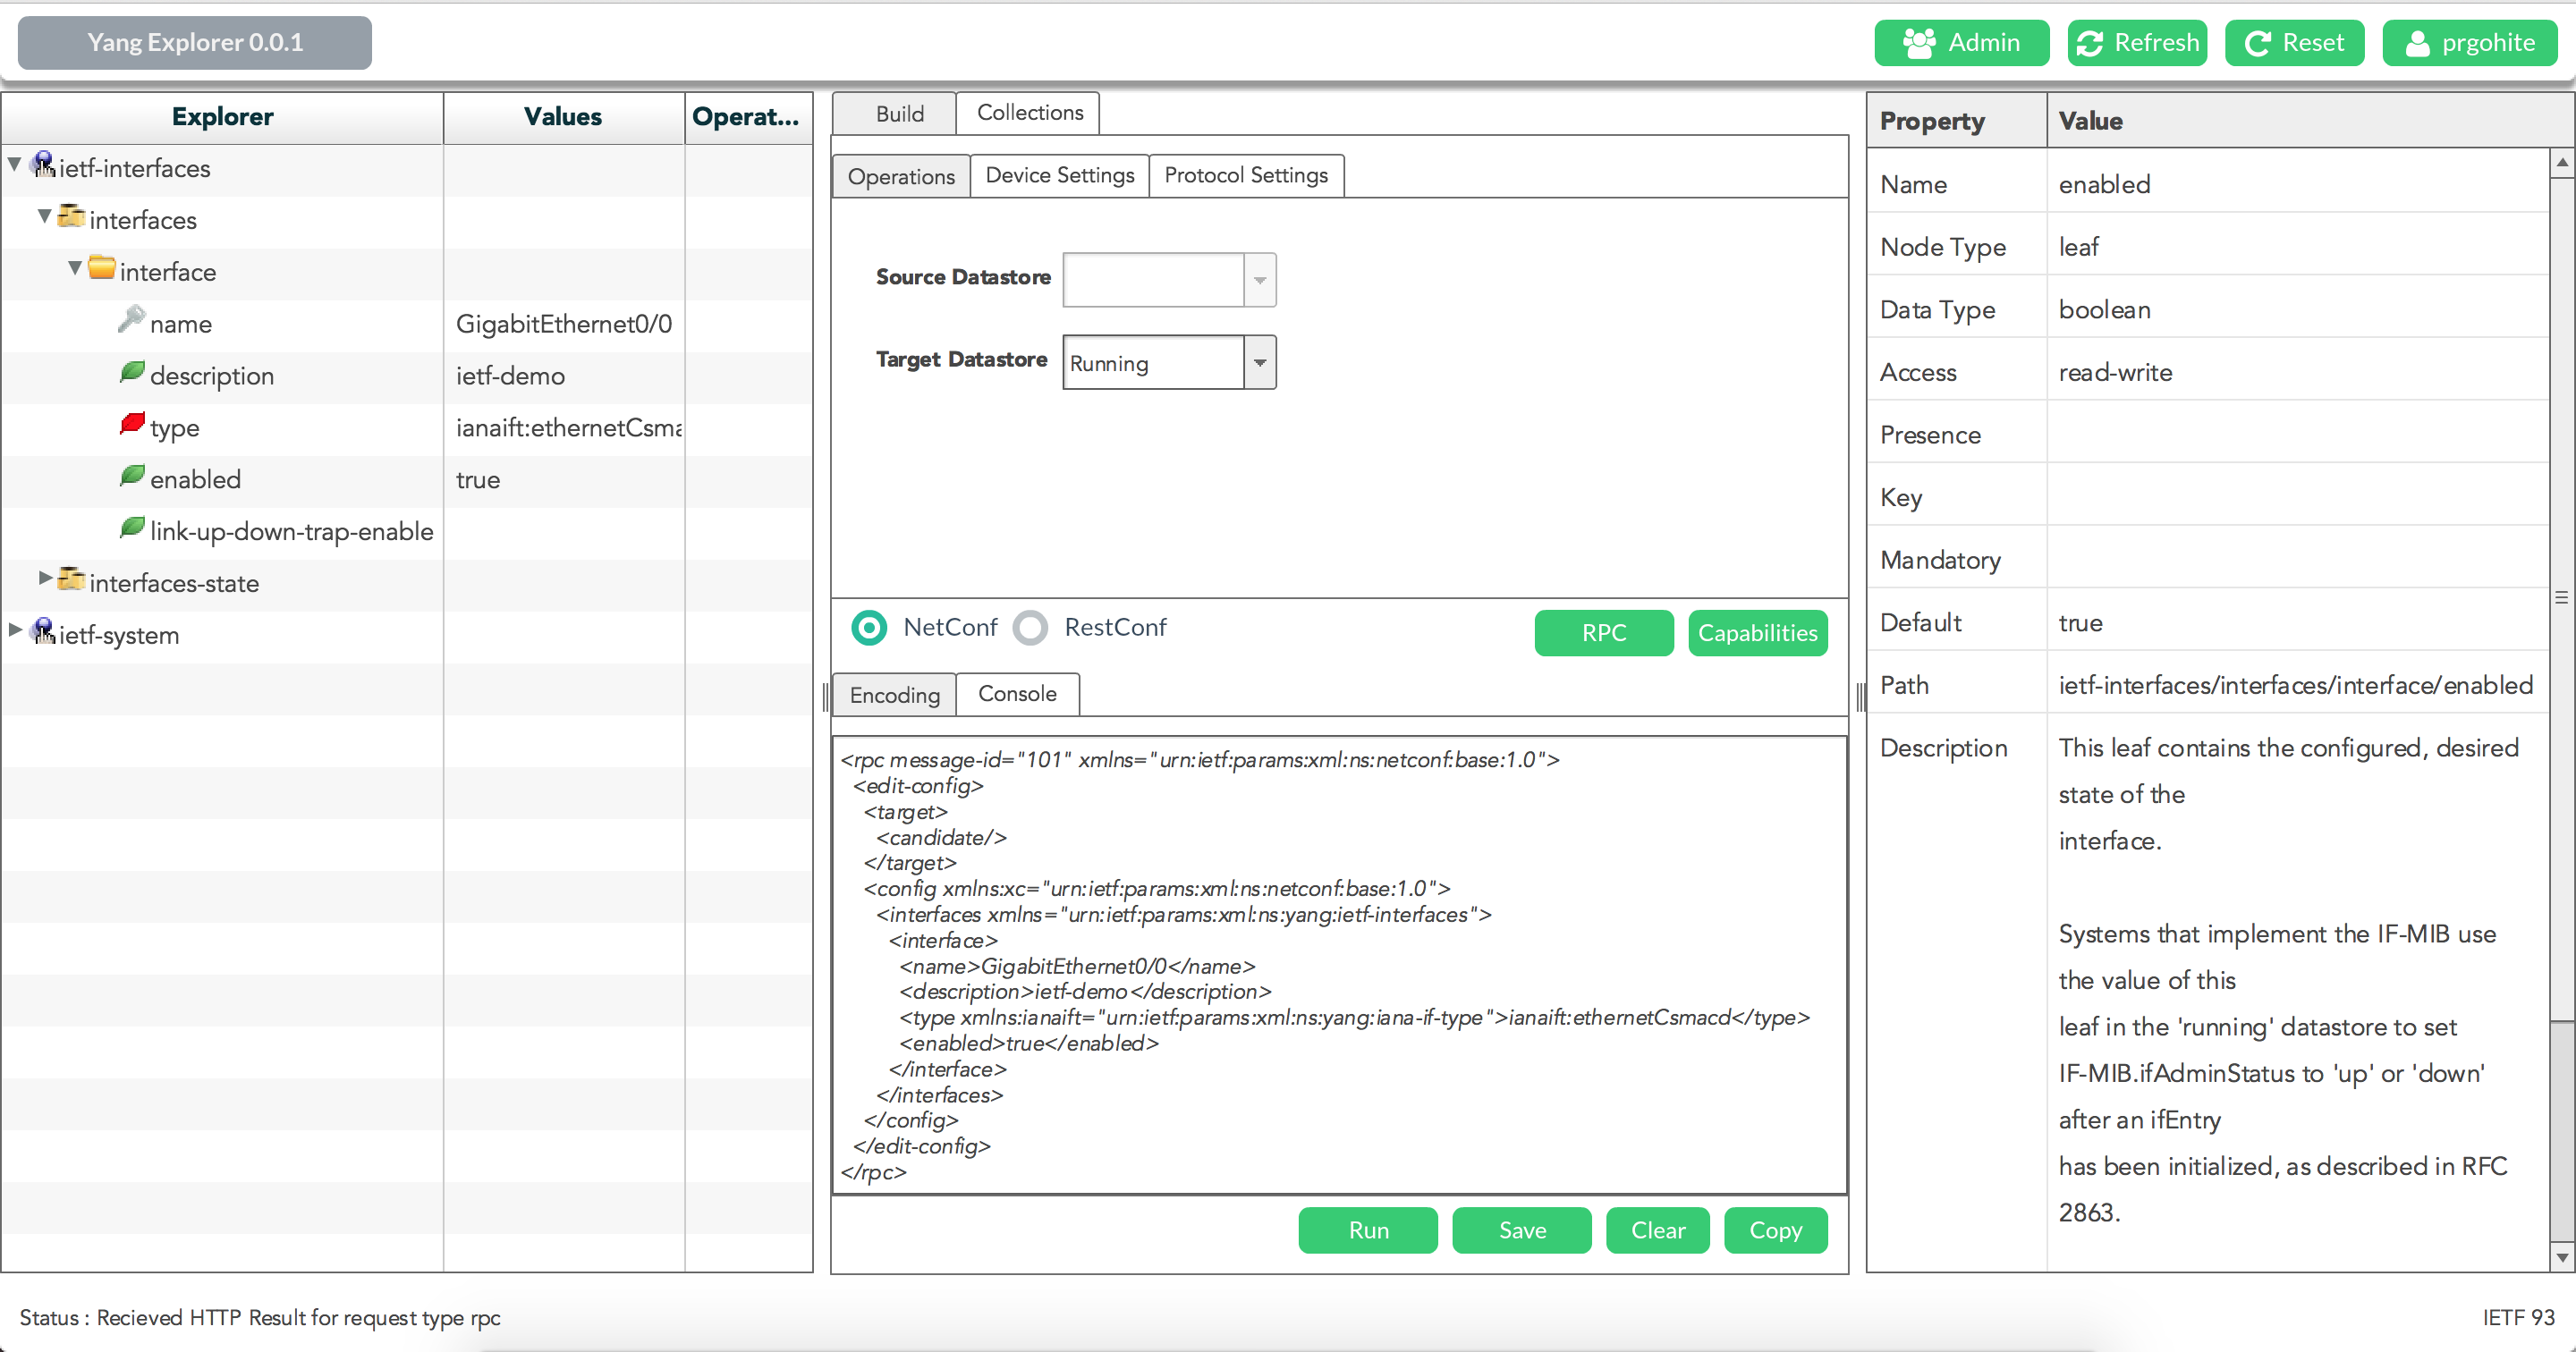 Yang Explorer 0.0.1
Admin
Refresh
Reset
prgohite
Explorer Values Operat...
ietf-interfaces
interfaces
interface
name GigabitEthernet0/0
description ietf-demo
type ianaift:ethernetCsma
enabled true
link-up-down-trap-enable
interfaces-state
ietf-system
Build Collections
Operations Device Settings Protocol Settings
Source Datastore
Target Datastore Running
NetConf RestConf
RPC Capabilities
Encoding Console
<rpc message-id="101" xmlns="urn:ietf:params:xml:ns:netconf:base:1.0">
<edit-config>
<target>
<candidate/>
</target>
<config xmlns:xc="urn:ietf:params:xml:ns:netconf:base:1.0">
<interfaces xmlns="urn:ietf:params:xml:ns:yang:ietf-interfaces">
<interface>
<name>GigabitEthernet0/0</name>
<description>ietf-demo</description>
<type xmlns:ianaift="urn:ietf:params:xml:ns:yang:iana-if-type">ianaift:ethernetCsmacd</type>
<enabled>true</enabled>
</interface>
</interfaces>
</config>
</edit-config>
</rpc>
Run Save Clear Copy
Property Value
Name enabled
Node Type leaf
Data Type boolean
Access read-write
Presence
Key
Mandatory
Default true
Path ietf-interfaces/interfaces/interface/enabled
Description This leaf contains the configured, desired
state of the
interface.
Systems that implement the IF-MIB use
the value of this
leaf in the 'running' datastore to set
IF-MIB.ifAdminStatus to 'up' or 'down'
after an ifEntry
has been initialized, as described in RFC
2863.
Status : Recieved HTTP Result for request type rpc
IETF 93